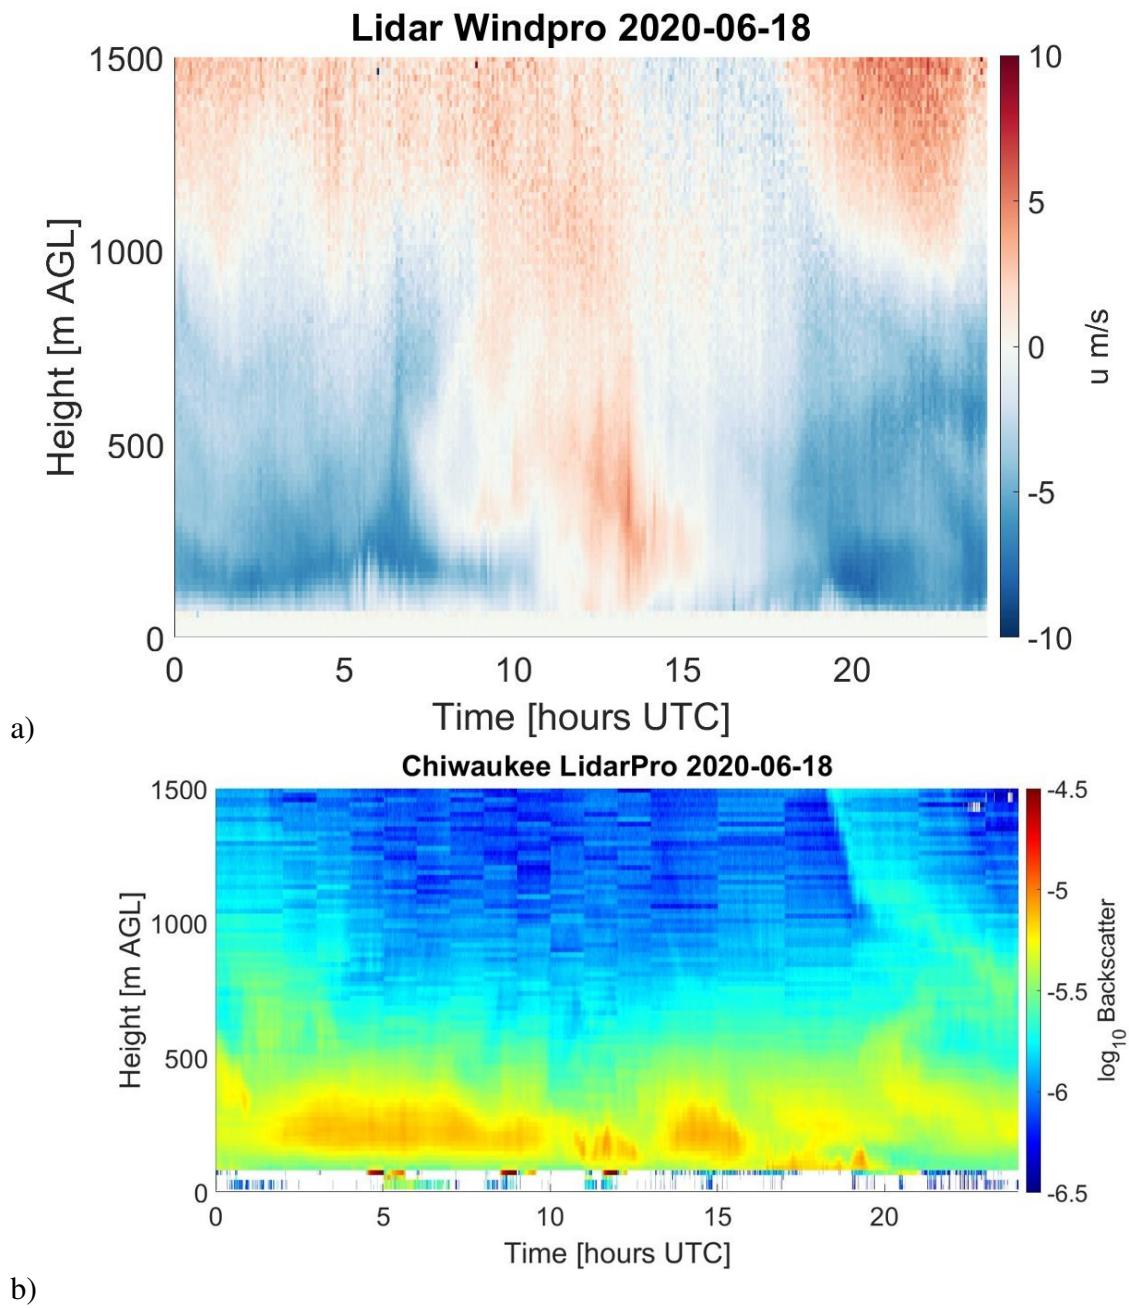 Lidar Windpro 2020-06-18
1500
1000
500
0
Height [m AGL]
0 5 10 15 20
Time [hours UTC]
10
5
0
-5
-10
u m/s
a)
Chiwaukee LidarPro 2020-06-18
1500
1000
500
0
Height [m AGL]
0 5 10 15 20
Time [hours UTC]
-4.5
-5
-5.5
-6
-6.5
log10 Backscatter
b)